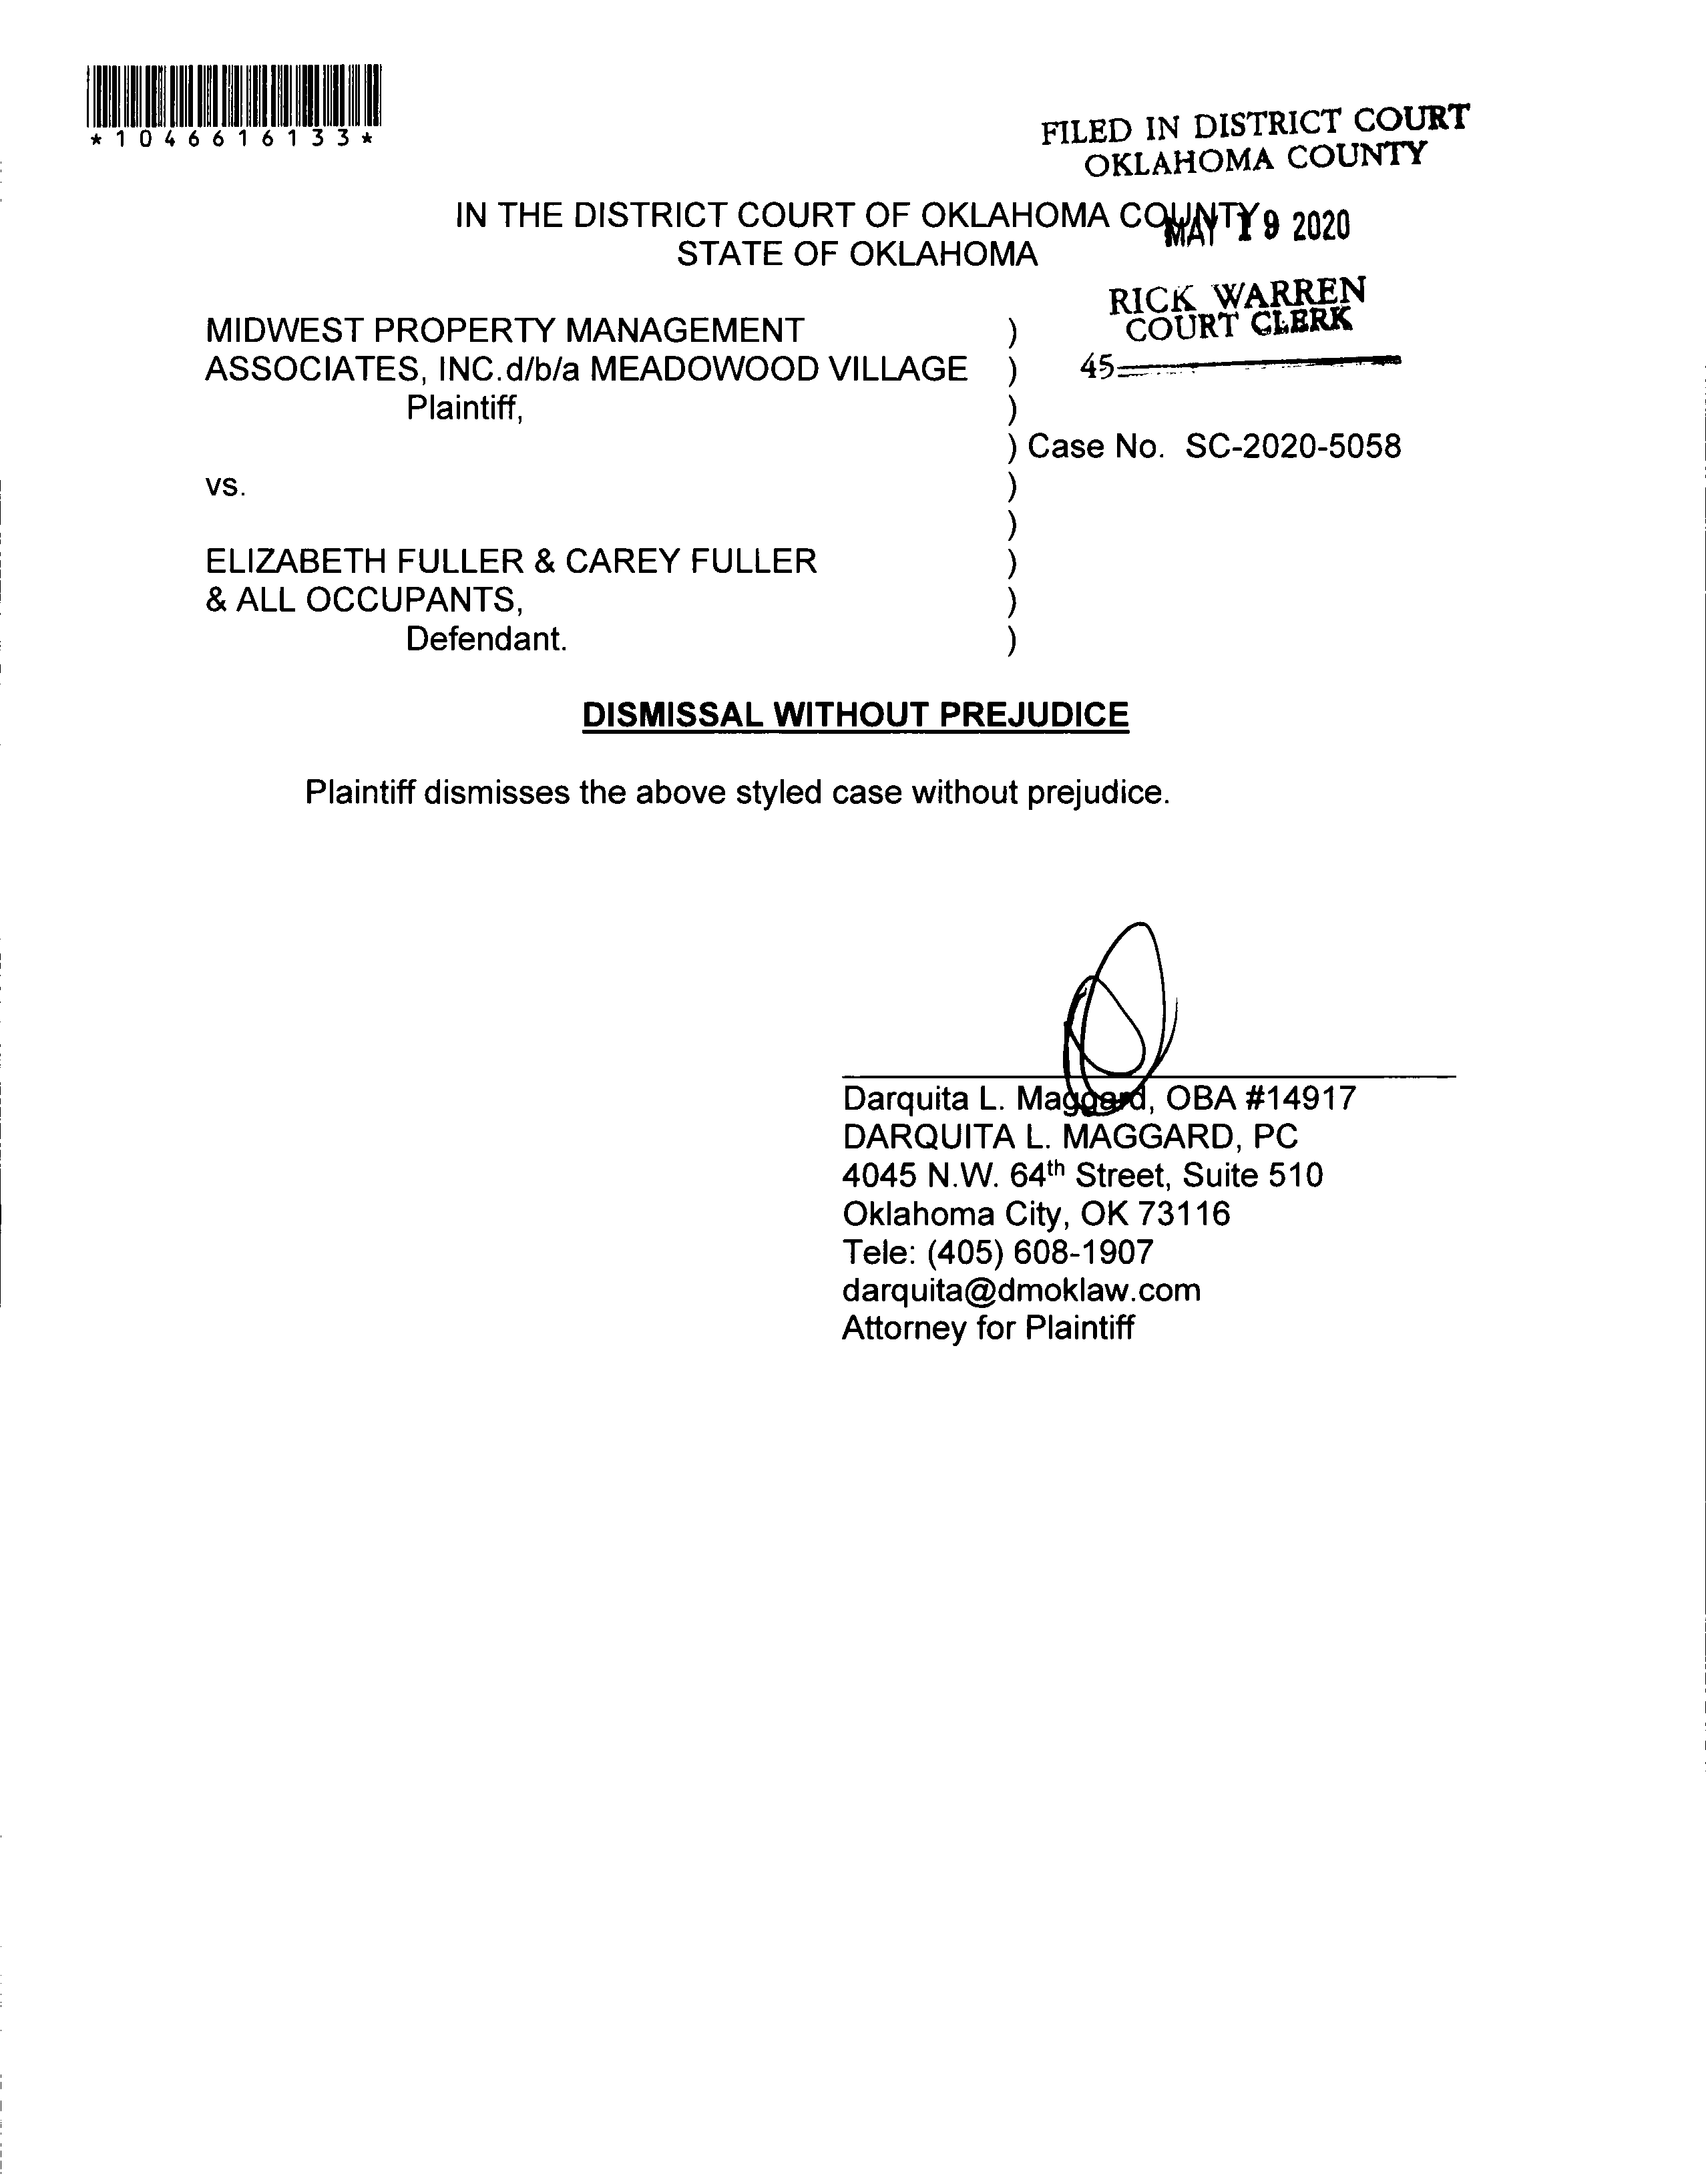 *1046616133*
FILED IN DISTRICT COURT
OKLAHOMA COUNTY
IN THE DISTRICT COURT OF OKLAHOMA COUNTY
MAY 19 2020
STATE OF OKLAHOMA
RICK WARREN
COURT CLERK
45
MIDWEST PROPERTY MANAGEMENT )
ASSOCIATES, INC.d/b/a MEADOWOOD VILLAGE )
Plaintiff, )
) Case No. SC-2020-5058
vs. )
)
ELIZABETH FULLER & CAREY FULLER )
& ALL OCCUPANTS, )
Defendant. )
DISMISSAL WITHOUT PREJUDICE
Plaintiff dismisses the above styled case without prejudice.
Darquita L. Maggard, OBA #14917
DARQUITA L. MAGGARD, PC
4045 N.W. 64th Street, Suite 510
Oklahoma City, OK 73116
Tele: (405) 608-1907
darquita@dmoklaw.com
Attorney for Plaintiff